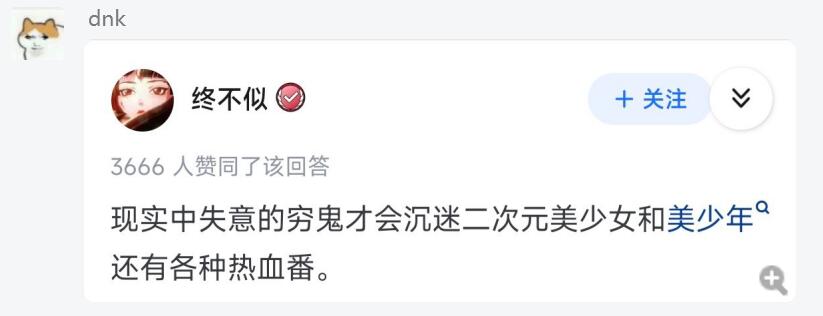 dnk
终不似
+ 关注
3666 人赞同了该回答
现实中失意的穷鬼才会沉迷二次元美少女和美少年
还有各种热血番。